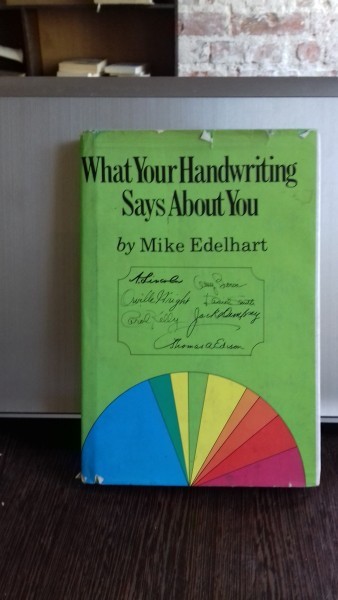 What Your Handwriting
Says About You
by Mike Edelhart
A. Lincoln
Orville Wright
Jack Dempsey
Thomas A. Edison